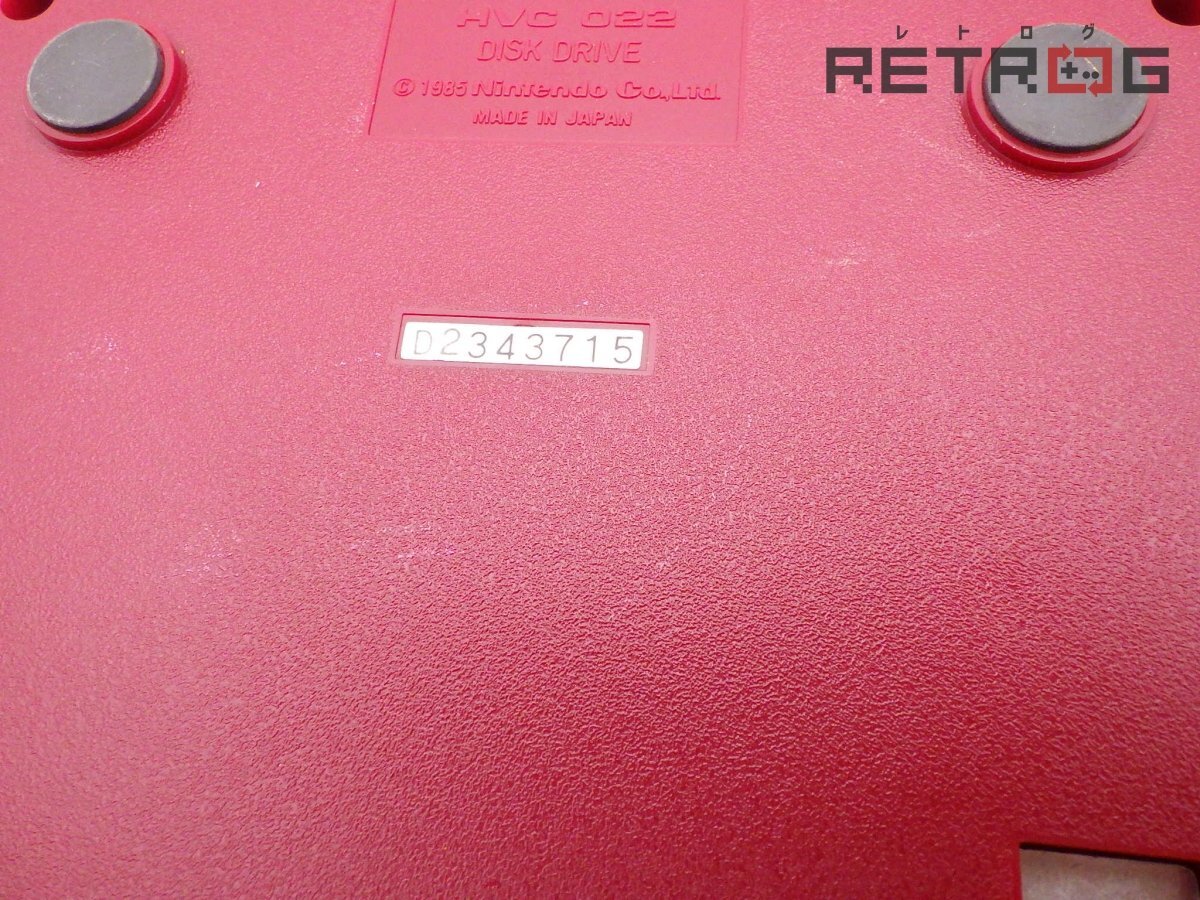 HVC 022
DISK DRIVE
© 1985 Nintendo Co.,Ltd.
MADE IN JAPAN
レトログ
RETROG
D2343715